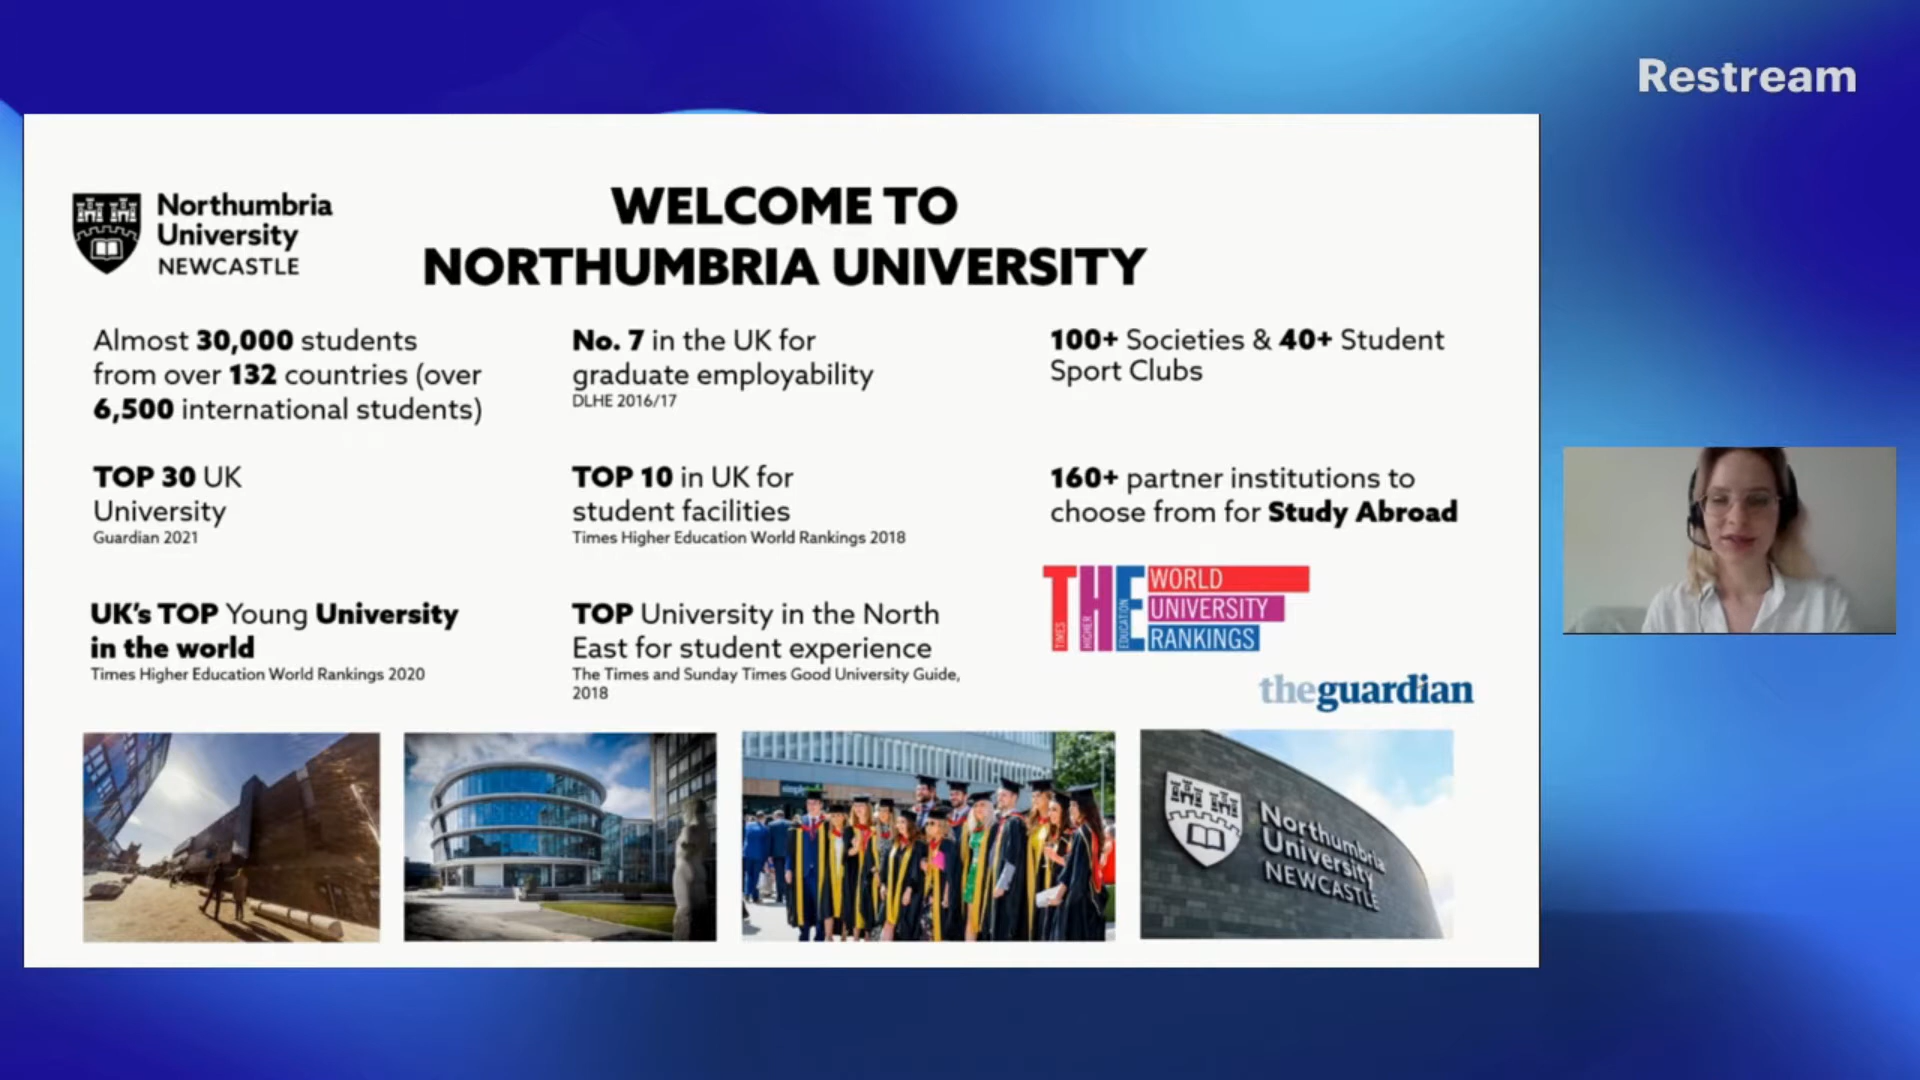 Restream
Northumbria
University
NEWCASTLE
WELCOME TO
NORTHUMBRIA UNIVERSITY
Almost 30,000 students
from over 132 countries (over
6,500 international students)
No. 7 in the UK for
graduate employability
DLHE 2016/17
100+ Societies & 40+ Student
Sport Clubs
TOP 30 UK
University
Guardian 2021
TOP 10 in UK for
student facilities
Times Higher Education World Rankings 2018
160+ partner institutions to
choose from for Study Abroad
UK's TOP Young University
in the world
Times Higher Education World Rankings 2020
TOP University in the North
East for student experience
The Times and Sunday Times Good University Guide,
2018
THE
TIMES
HIGHER
EDUCATION
WORLD
UNIVERSITY
RANKINGS
theguardian
Northumbria
University
NEWCASTLE